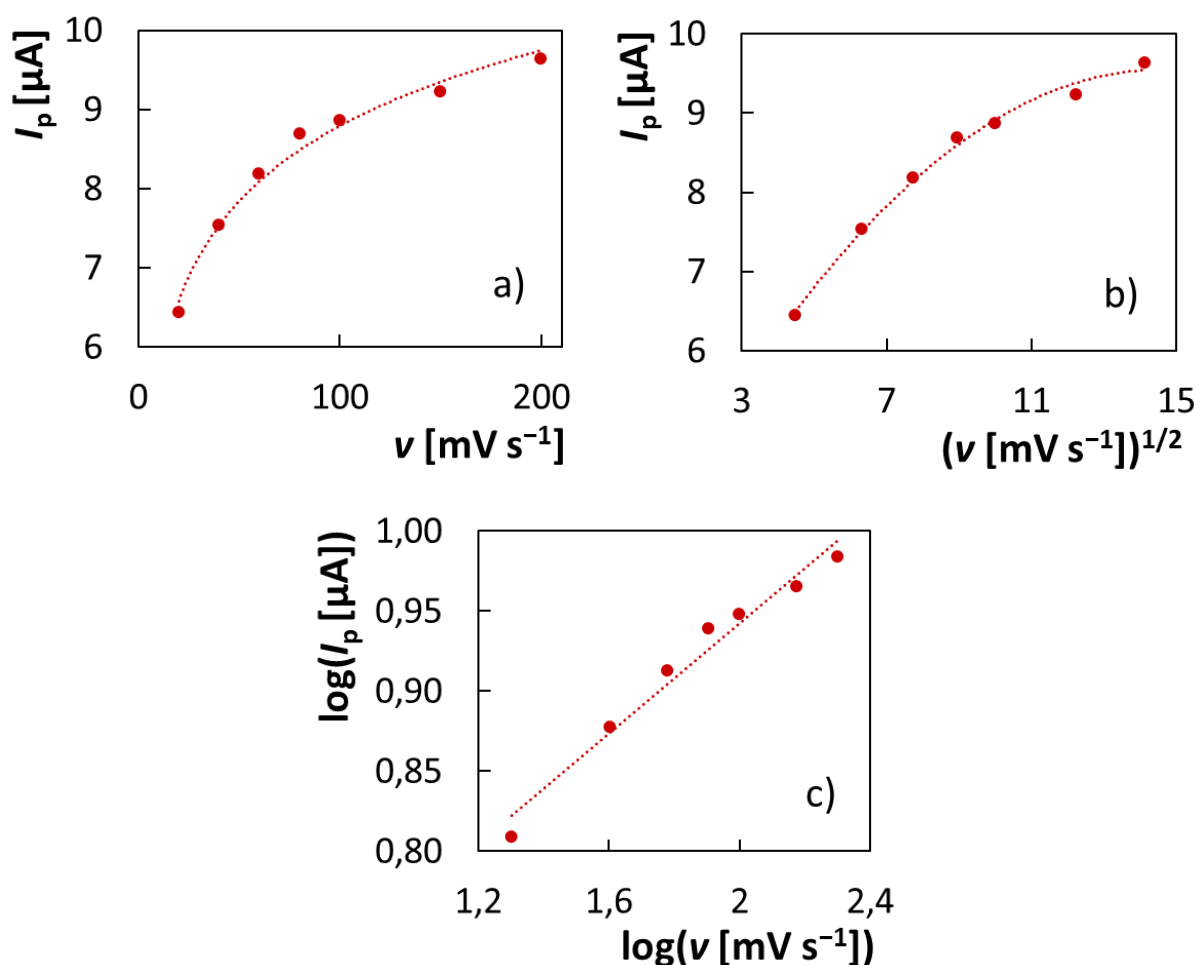 10
9
8
7
6
I_p [µA]
a)
0
100
200
v [mV s⁻¹]
10
9
8
7
6
I_p [µA]
b)
3
7
11
15
(v [mV s⁻¹])^1/2
1,00
0,95
0,90
0,85
0,80
log(I_p [µA])
c)
1,2
1,6
2
2,4
log(v [mV s⁻¹])